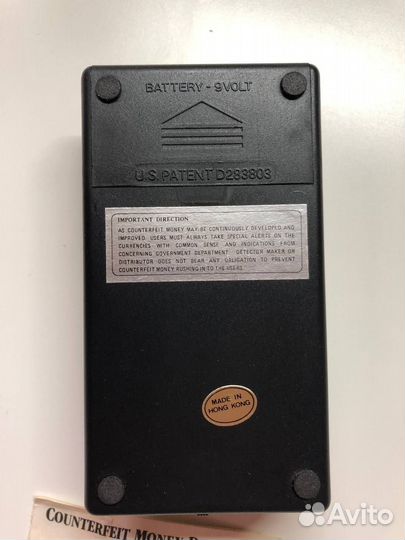 BATTERY - 9VOLT
U.S. PATENT D283803
IMPORTANT DIRECTION
AS COUNTERFEIT MONEY MAY BE CONTINUOUSLY DEVELOPED AND
IMPROVED. USERS MUST ALWAYS TAKE SPECIAL ALERTS ON THE
CURRENCIES WITH COMMON SENSE AND INDICATIONS FROM
CONCERNING GOVERNMENT DEPARTMENT. DETECTOR MAKER OR
DISTRIBUTOR DOES NOT BEAR ANY OBLIGATION TO PREVENT
COUNTERFEIT MONEY RUSHING IN TO THE USERS.
MADE IN
HONG KONG
COUNTERFEIT MONEY
Avito